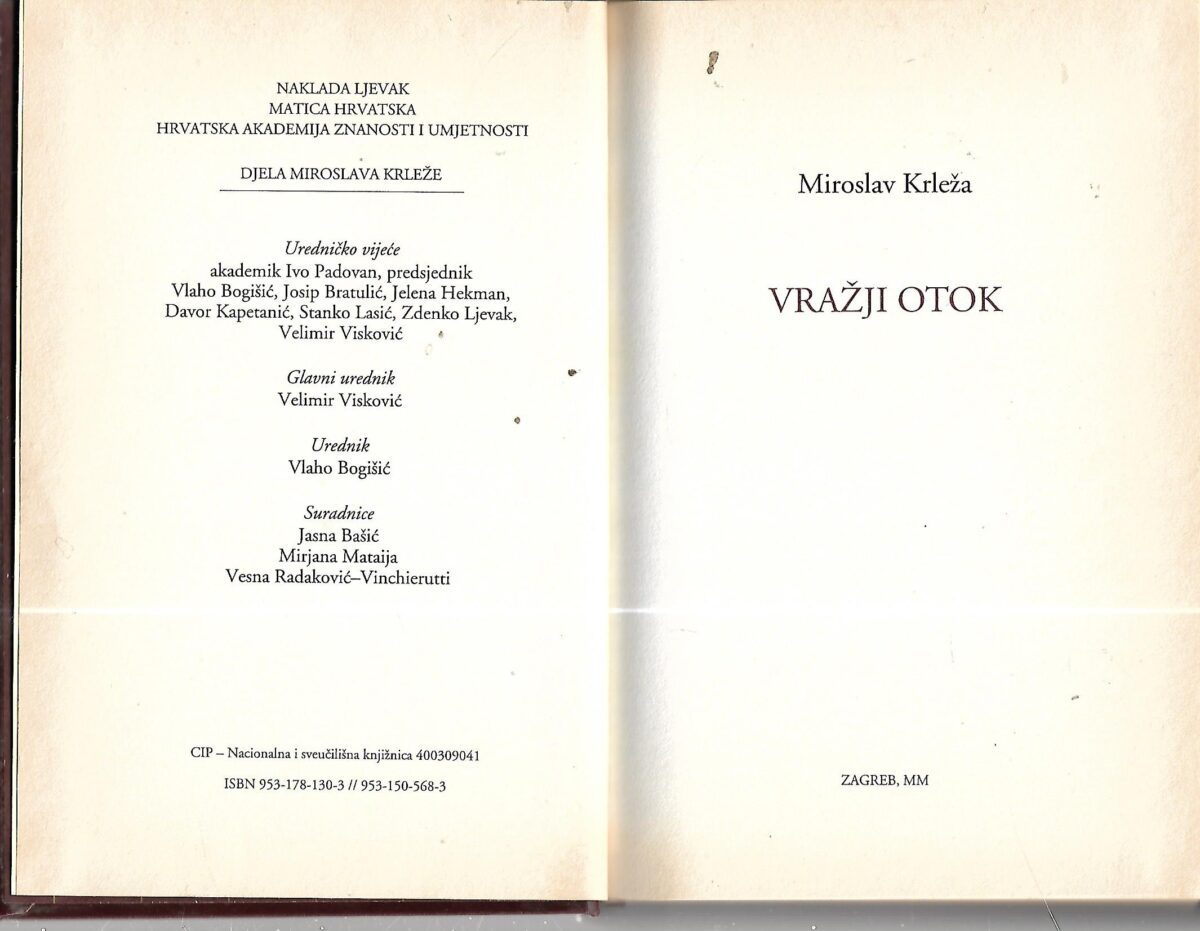 NAKLADA LJEVAK
MATICA HRVATSKA
HRVATSKA AKADEMIJA ZNANOSTI I UMJETNOSTI
DJELA MIROSLAVA KRLEŽE
Uredničko vijeće
akademik Ivo Padovan, predsjednik
Vlaho Bogišić, Josip Bratulić, Jelena Hekman,
Davor Kapetanić, Stanko Lasić, Zdenko Ljevak,
Velimir Visković
Glavni urednik
Velimir Visković
Urednik
Vlaho Bogišić
Suradnice
Jasna Bašić
Mirjana Mataija
Vesna Radaković–Vinchierutti
CIP – Nacionalna i sveučilišna knjižnica 400309041
ISBN 953-178-130-3 // 953-150-568-3
Miroslav Krleža
VRAŽJI OTOK
ZAGREB, MM